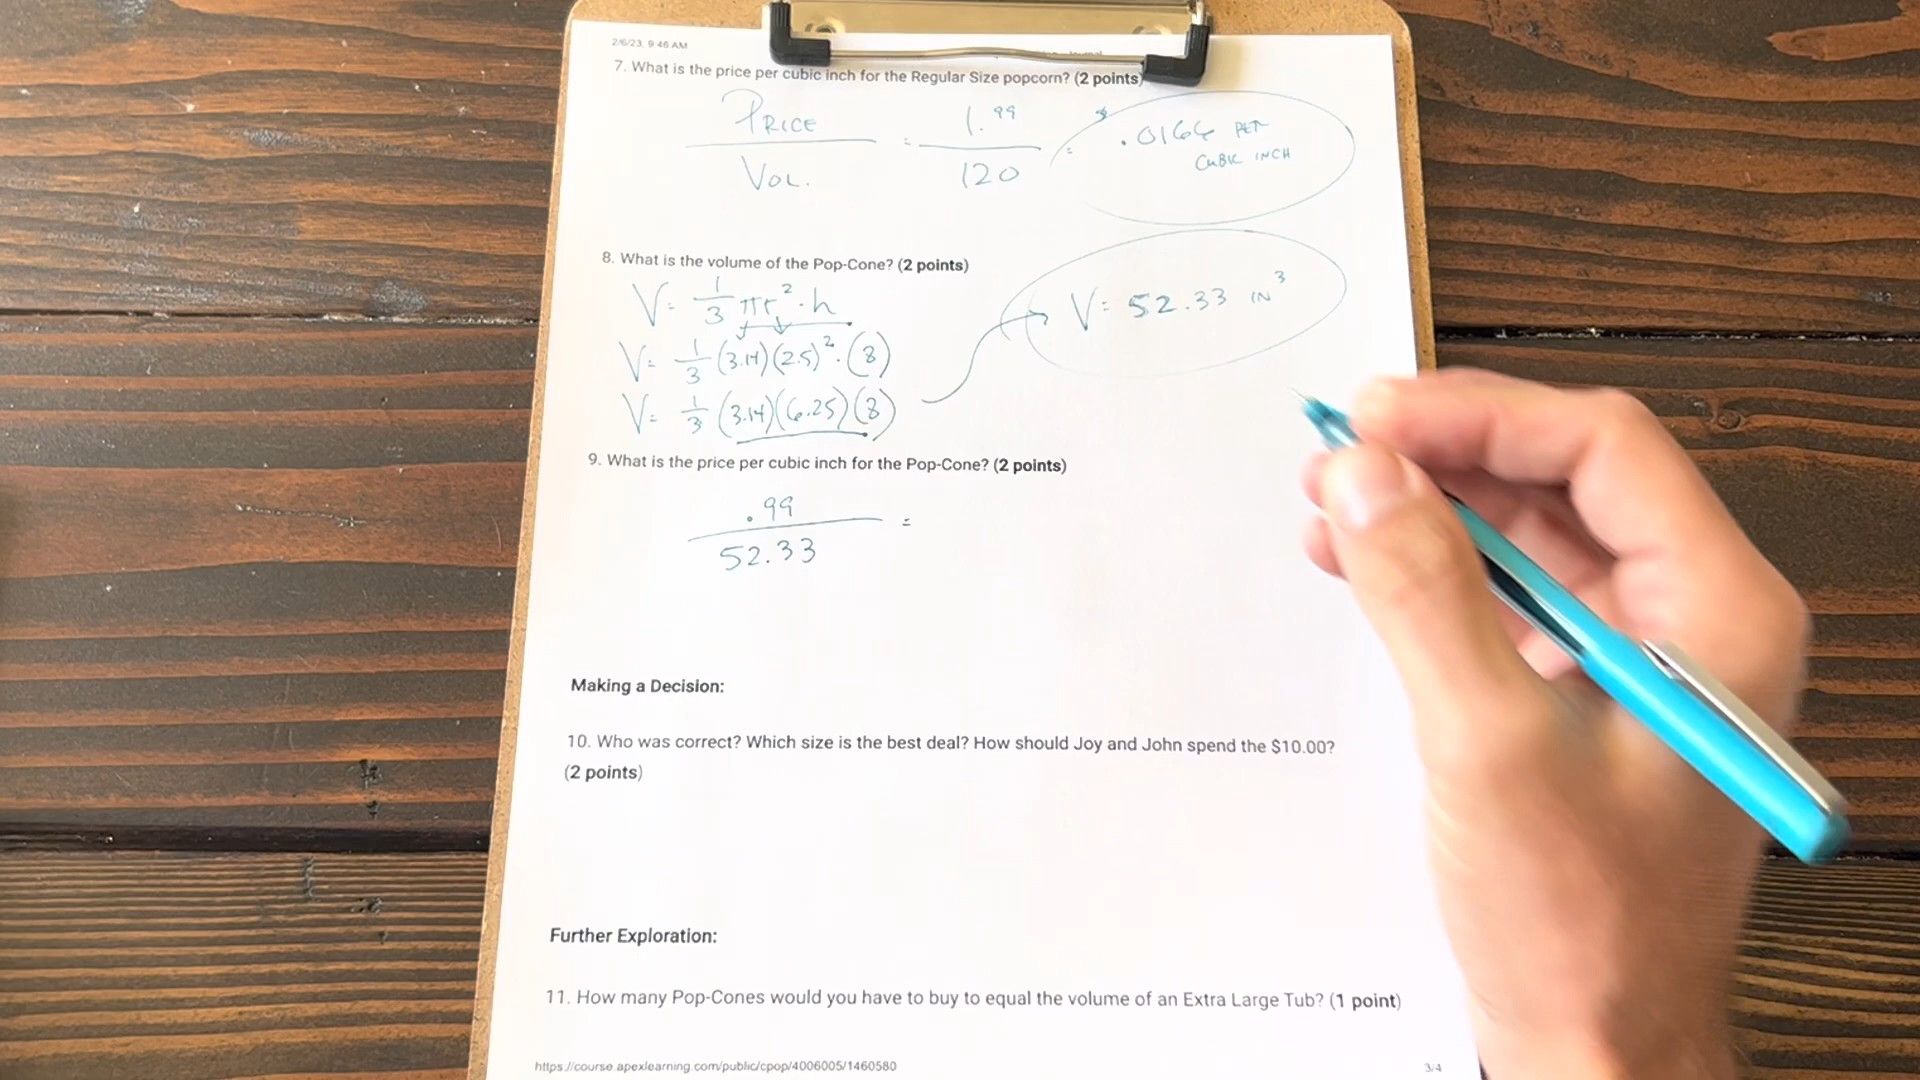 2/6/23, 9:46 AM
Journal
7. What is the price per cubic inch for the Regular Size popcorn? (2 points)
PRICE / VOL. = 1.99 / 120 = $ .0166 PER CUBIC INCH
8. What is the volume of the Pop-Cone? (2 points)
V = 1/3 πr² · h
V = 1/3 (3.14)(2.5)² · (8)
V = 1/3 (3.14)(6.25)(8)
V = 52.33 IN³
9. What is the price per cubic inch for the Pop-Cone? (2 points)
.99 / 52.33 =
Making a Decision:
10. Who was correct? Which size is the best deal? How should Joy and John spend the $10.00?
(2 points)
Further Exploration:
11. How many Pop-Cones would you have to buy to equal the volume of an Extra Large Tub? (1 point)
https://course.apexlearning.com/public/cpop/4006005/1460580
3/4